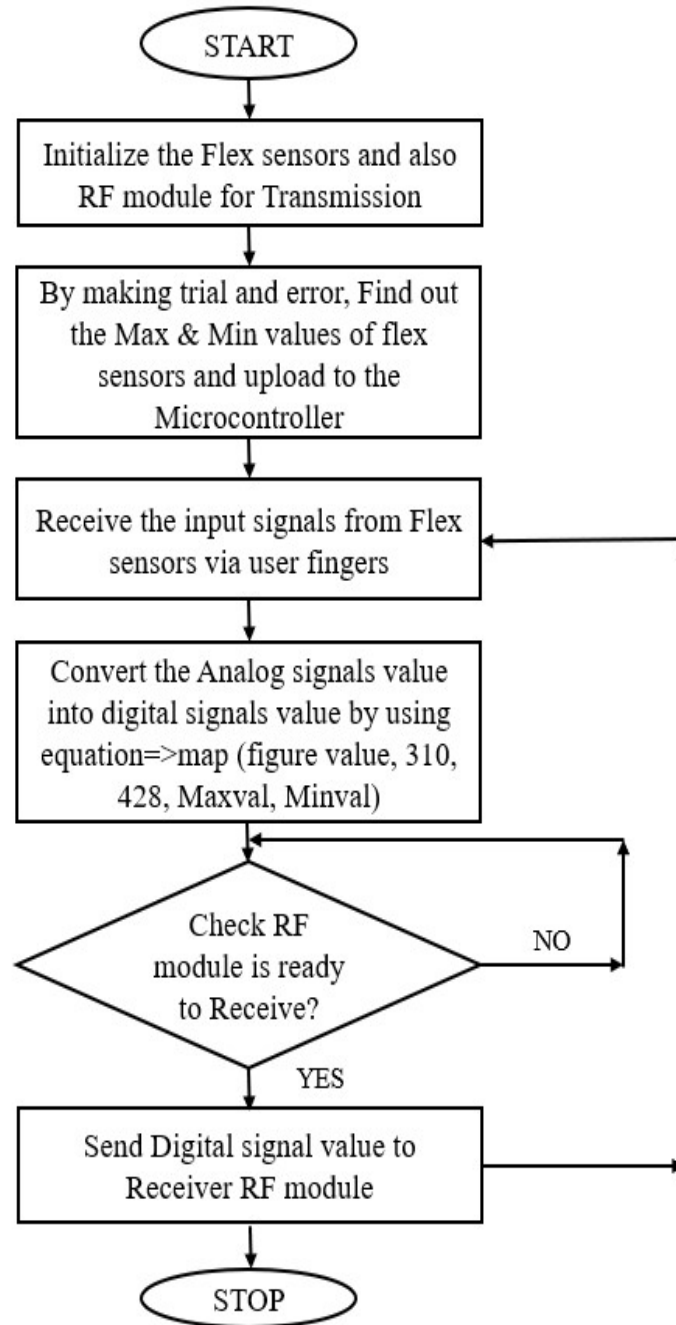 START
Initialize the Flex sensors and also
RF module for Transmission
By making trial and error, Find out
the Max & Min values of flex
sensors and upload to the
Microcontroller
Receive the input signals from Flex
sensors via user fingers
Convert the Analog signals value
into digital signals value by using
equation=>map (figure value, 310,
428, Maxval, Minval)
Check RF
module is ready
to Receive?
NO
YES
Send Digital signal value to
Receiver RF module
STOP